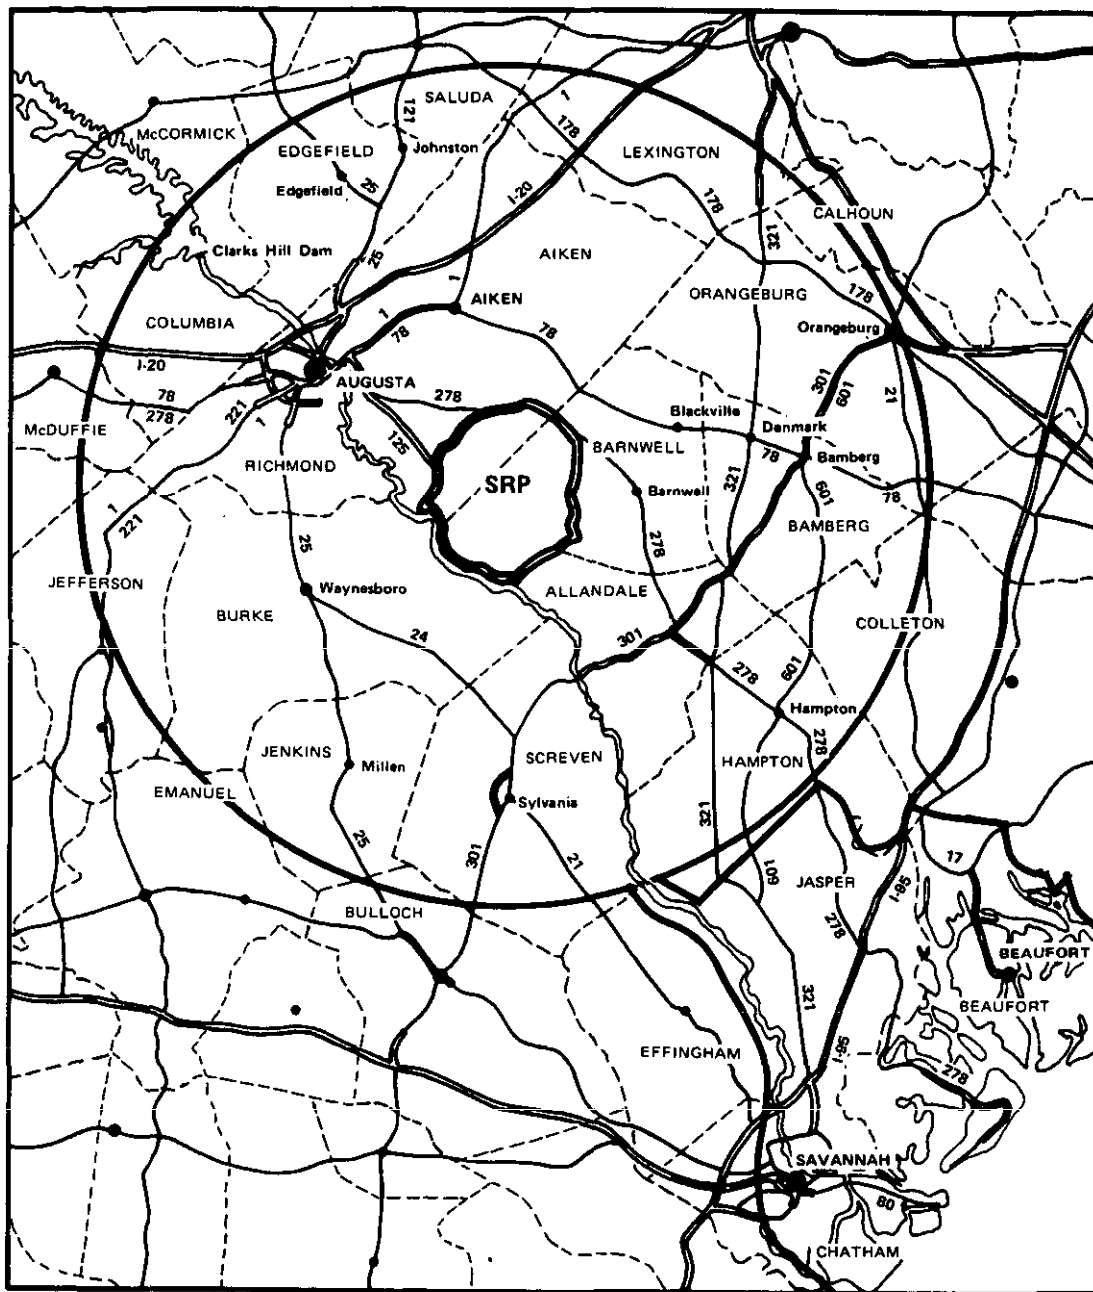 SALUDA
McCORMICK
121
1
178
EDGEFIELD
Johnston
LEXINGTON
Edgefield
25
I-20
178
CALHOUN
Clarks Hill Dam
25
AIKEN
321
1
AIKEN
ORANGEBURG
178
COLUMBIA
1
78
78
Orangeburg
I-20
AUGUSTA
301
601
21
78
278
221
1
278
Blackville
Denmark
McDUFFIE
125
BARNWELL
78
Bamberg
RICHMOND
SRP
321
Barnwell
601
78
1
221
BAMBERG
25
278
JEFFERSON
Waynesboro
ALLANDALE
BURKE
24
301
COLLETON
278
601
Hampton
JENKINS
Millen
SCREVEN
278
HAMPTON
EMANUEL
Sylvania
321
25
301
21
601
JASPER
17
BULLOCH
278
I-95
BEAUFORT
321
BEAUFORT
EFFINGHAM
I-95
278
SAVANNAH
80
CHATHAM